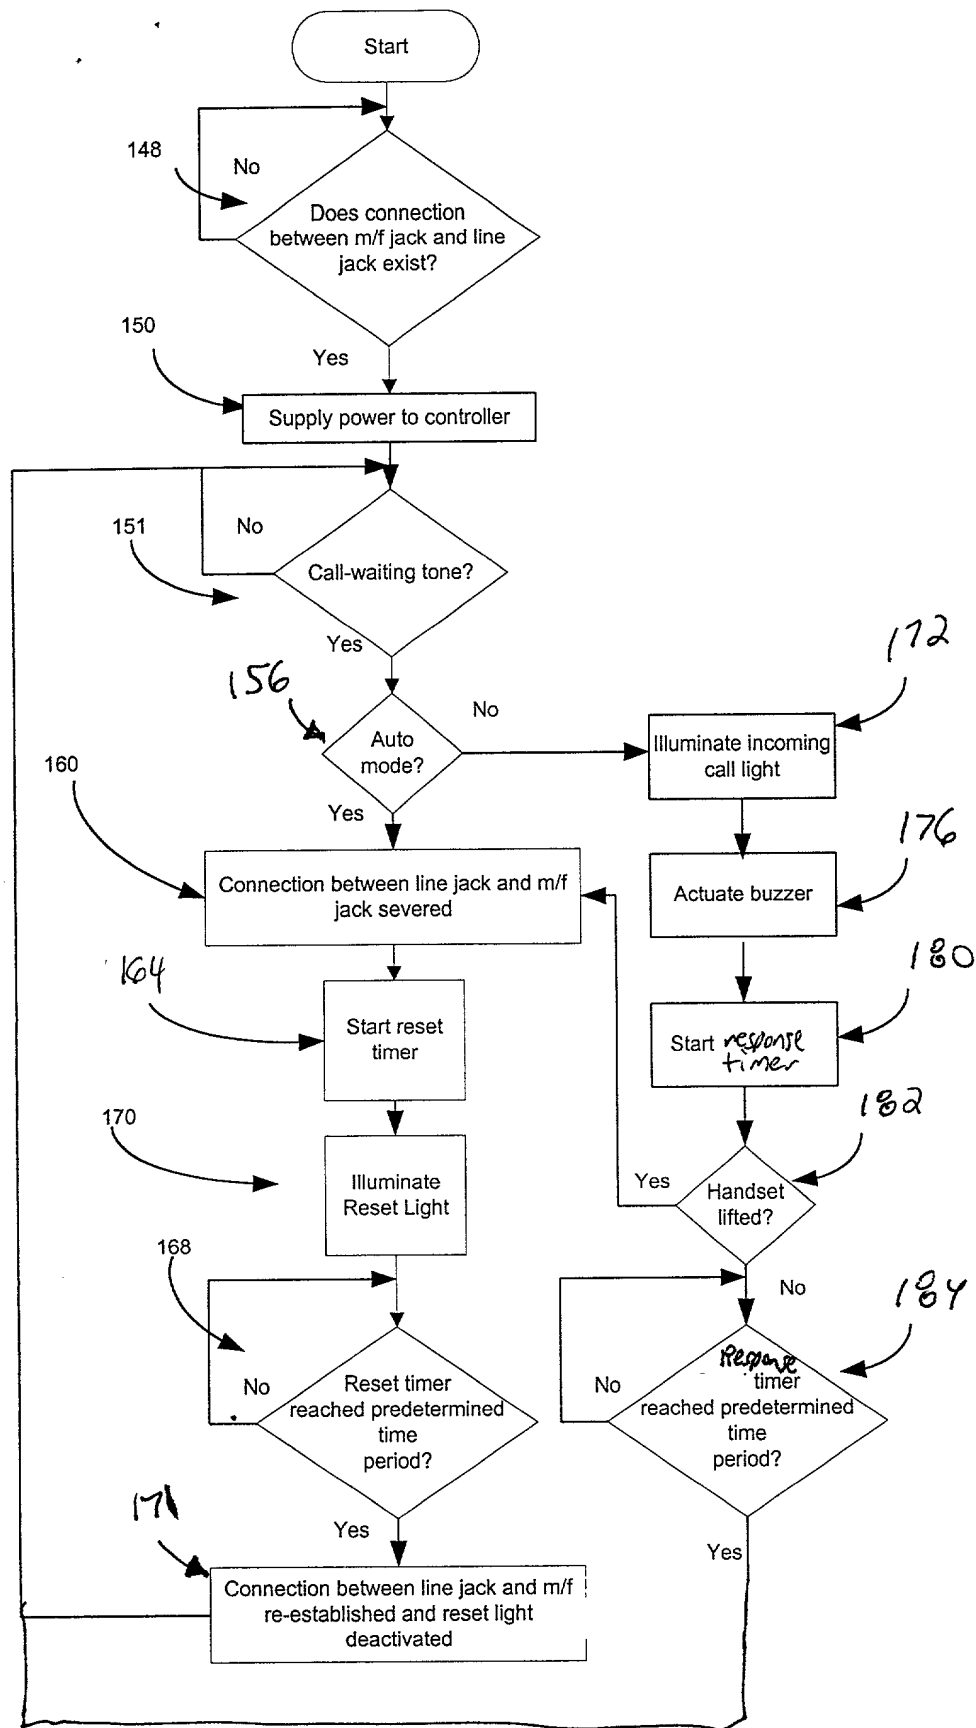 Start
148
No
Does connection
between m/f jack and line
jack exist?
150
Yes
Supply power to controller
151
No
Call-waiting tone?
Yes
156
No
172
Auto
mode?
Illuminate incoming
call light
160
Yes
176
Connection between line jack and m/f
jack severed
Actuate buzzer
164
180
Start reset
timer
Start response
timer
170
182
Illuminate
Reset Light
Yes
Handset
lifted?
168
No
184
No
Reset timer
reached predetermined
time
period?
No
Response
timer
reached predetermined
time
period?
171
Yes
Yes
Connection between line jack and m/f
re-established and reset light
deactivated